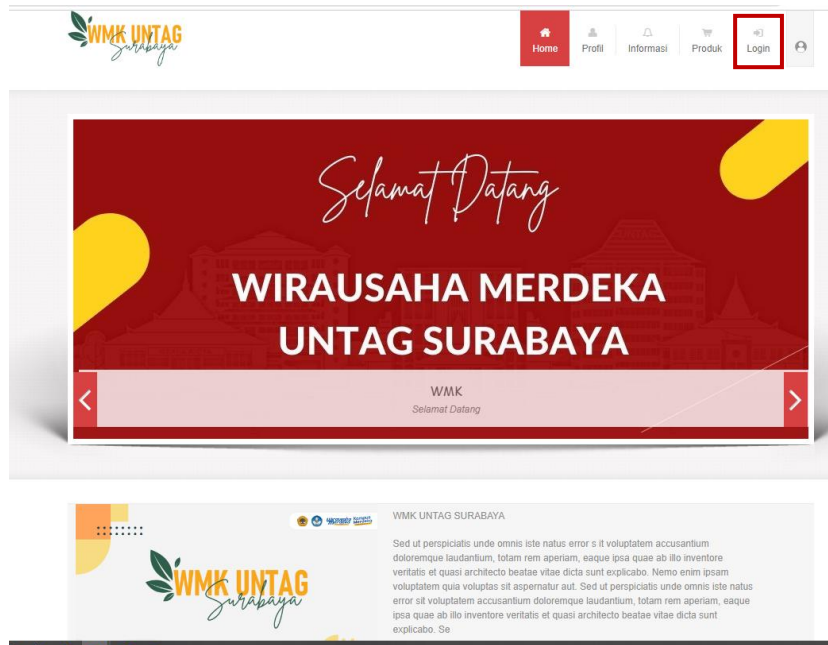 WMK UNTAG
Surabaya
Home
Profil
Informasi
Produk
Login
Selamat Datang
WIRAUSAHA MERDEKA
UNTAG SURABAYA
WMK
Selamat Datang
WMK UNTAG
Surabaya
WMK UNTAG SURABAYA
Sed ut perspiciatis unde omnis iste natus error s it voluptatem accusantium
doloremque laudantium, totam rem aperiam, eaque ipsa quae ab illo inventore
veritatis et quasi architecto beatae vitae dicta sunt explicabo. Nemo enim ipsam
voluptatem quia voluptas sit aspernatur aut. Sed ut perspiciatis unde omnis iste natus
error sit voluptatem accusantium doloremque laudantium, totam rem aperiam, eaque
ipsa quae ab illo inventore veritatis et quasi architecto beatae vitae dicta sunt
explicabo. Se